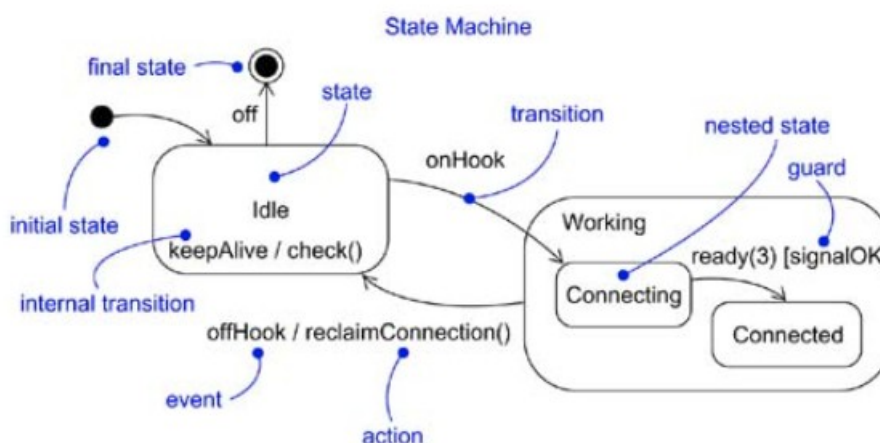 State Machine
final state
state
off
transition
nested state
onHook
guard
initial state
Idle
Working
keepAlive / check()
ready(3) [signalOK
internal transition
Connecting
Connected
offHook / reclaimConnection()
event
action